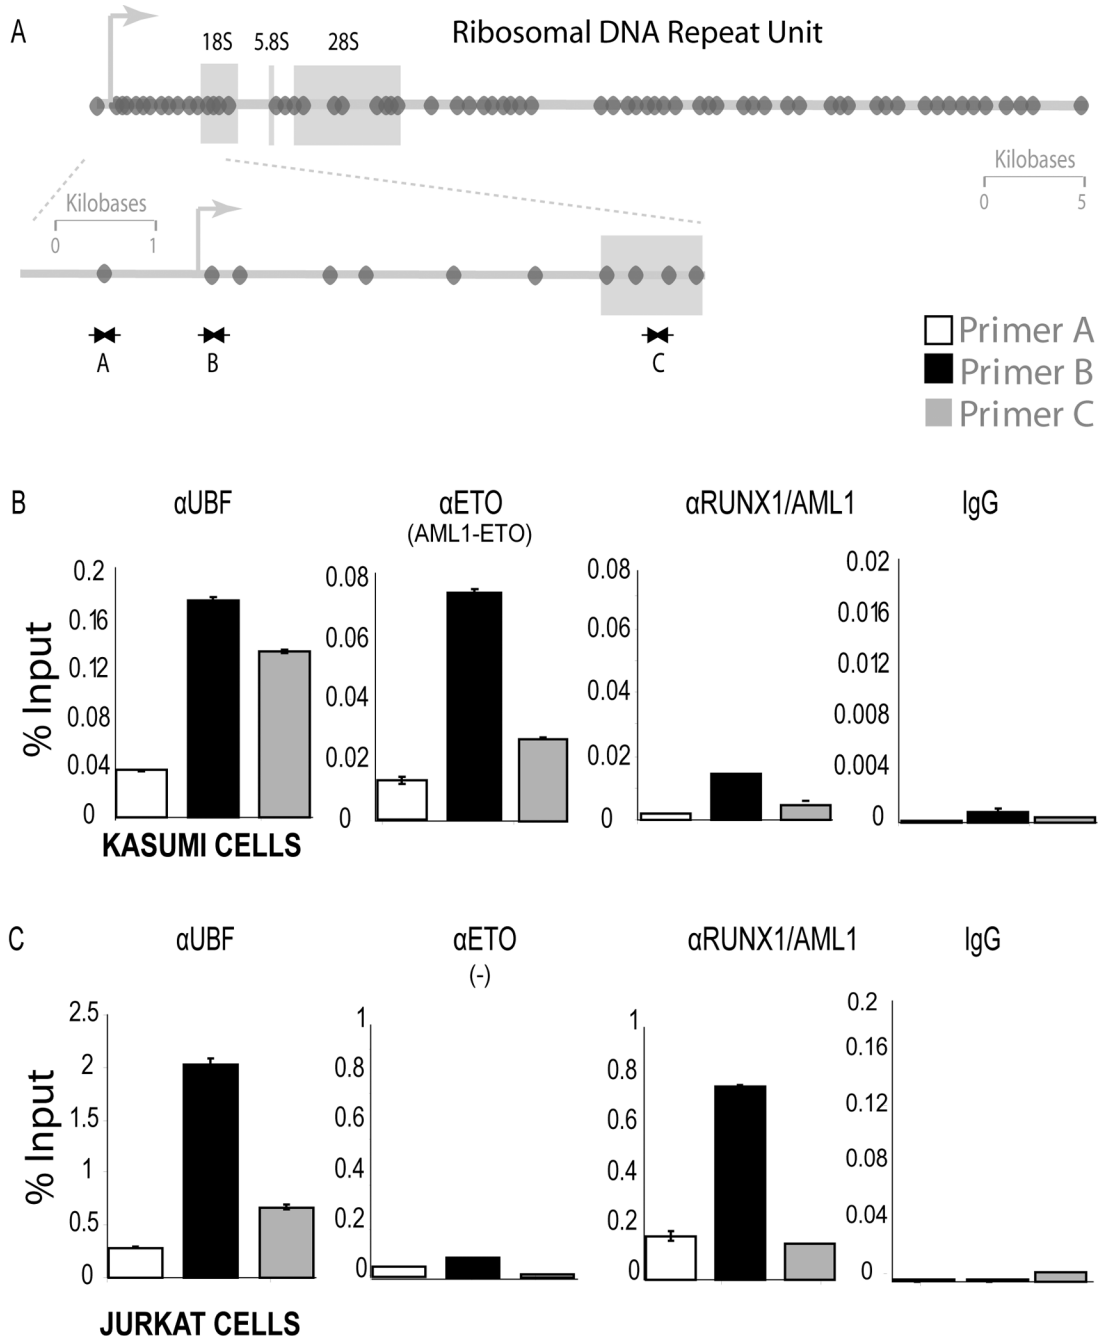 A
Ribosomal DNA Repeat Unit
18S 5.8S 28S
Kilobases
0 5
Kilobases
0 1
A B C
Primer A
Primer B
Primer C
B
αUBF
αETO
(AML1-ETO)
αRUNX1/AML1
IgG
% Input
0.2
0.16
0.12
0.08
0.04
0
0.08
0.06
0.04
0.02
0
0.08
0.06
0.04
0.02
0
0.02
0.016
0.012
0.008
0.004
0
KASUMI CELLS
C
αUBF
αETO
(-)
αRUNX1/AML1
IgG
% Input
2.5
2
1.5
1
0.5
0
1
0.8
0.6
0.4
0.2
0
1
0.8
0.6
0.4
0.2
0
0.2
0.16
0.12
0.08
0.04
0
JURKAT CELLS